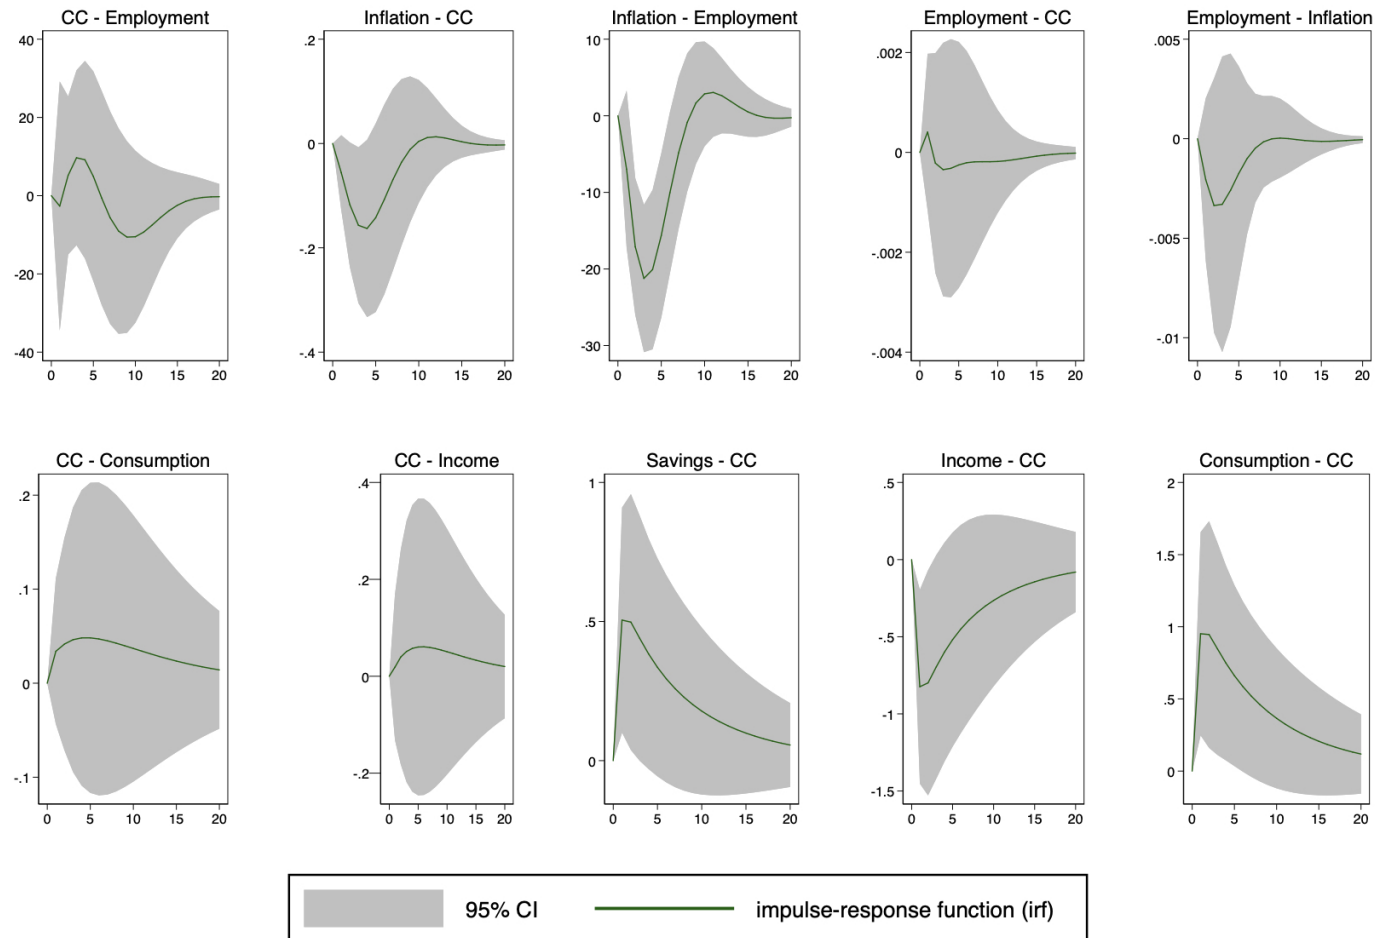 CC - Employment
40
20
0
-20
-40
0 5 10 15 20
Inflation - CC
.2
0
-.2
-.4
0 5 10 15 20
Inflation - Employment
10
0
-10
-20
-30
0 5 10 15 20
Employment - CC
.002
0
-.002
-.004
0 5 10 15 20
Employment - Inflation
.005
0
-.005
-.01
0 5 10 15 20
CC - Consumption
.2
.1
0
-.1
0 5 10 15 20
CC - Income
.4
.2
0
-.2
0 5 10 15 20
Savings - CC
1
.5
0
0 5 10 15 20
Income - CC
.5
0
-.5
-1
-1.5
0 5 10 15 20
Consumption - CC
2
1.5
1
.5
0
0 5 10 15 20
95% CI
impulse-response function (irf)